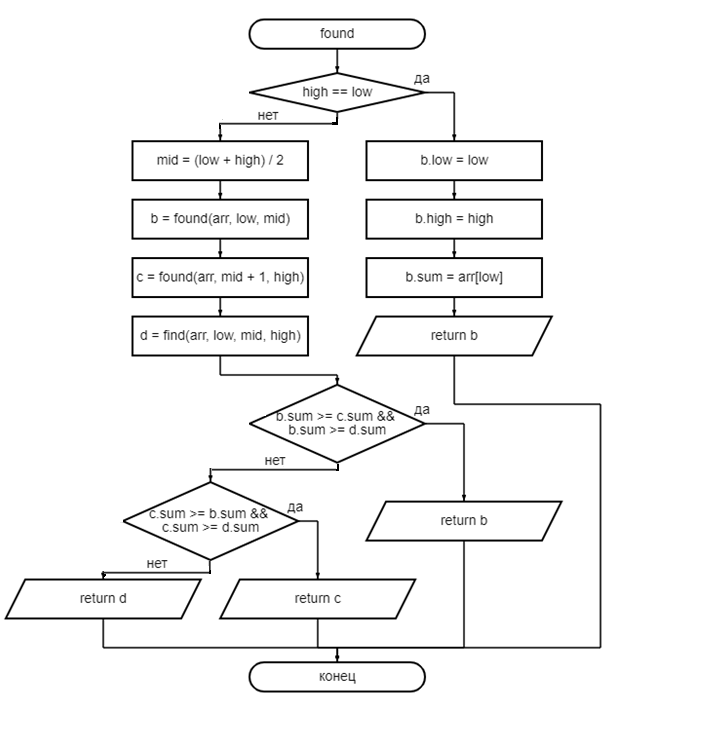 found
high == low
да
нет
mid = (low + high) / 2
b.low = low
b = found(arr, low, mid)
b.high = high
c = found(arr, mid + 1, high)
b.sum = arr[low]
d = find(arr, low, mid, high)
return b
b.sum >= c.sum &&
b.sum >= d.sum
да
нет
c.sum >= b.sum &&
c.sum >= d.sum
да
return b
нет
return d
return c
конец